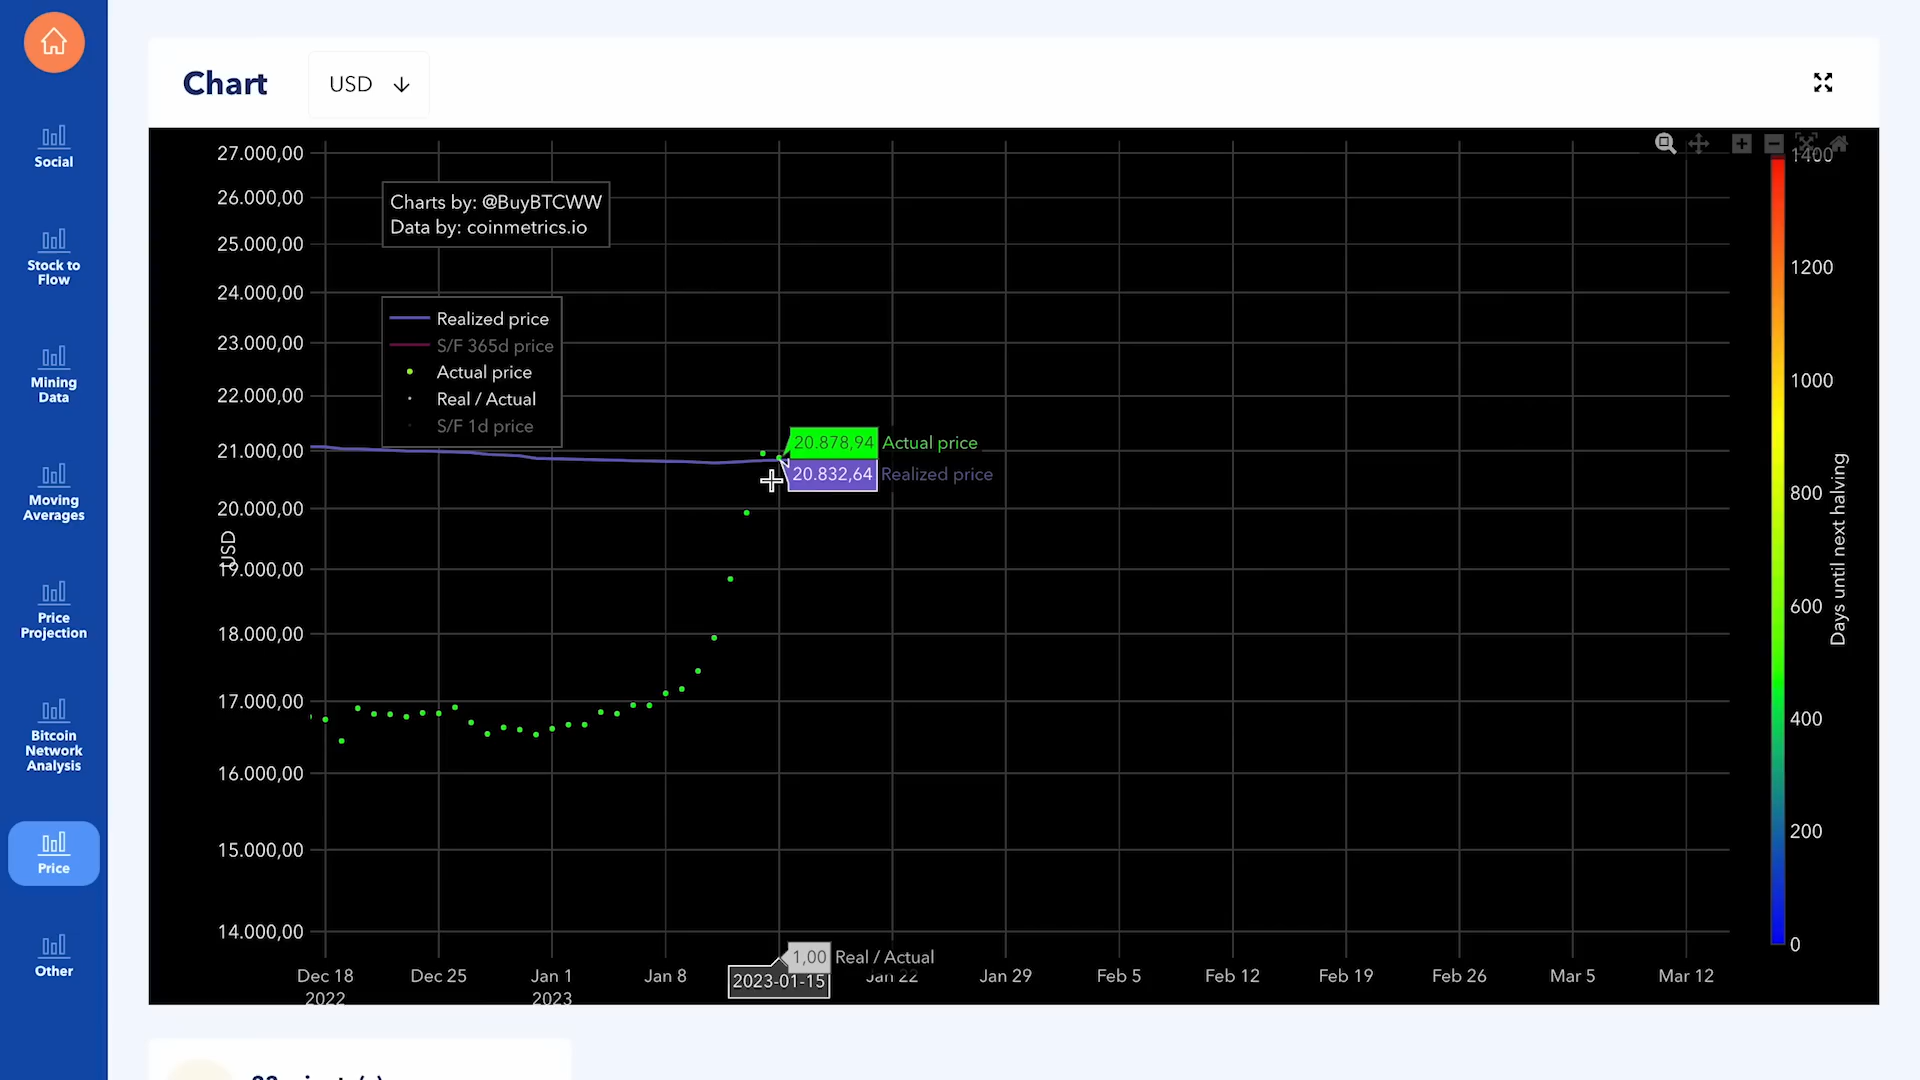 Chart
USD
Social
Stock to
Flow
Mining
Data
Moving
Averages
Price
Projection
Bitcoin
Network
Analysis
Price
Other
27.000,00
26.000,00
25.000,00
24.000,00
23.000,00
22.000,00
21.000,00
20.000,00
19.000,00
18.000,00
17.000,00
16.000,00
15.000,00
14.000,00
USD
Charts by: @BuyBTCWW
Data by: coinmetrics.io
Realized price
S/F 365d price
Actual price
Real / Actual
S/F 1d price
20.878,94 Actual price
20.832,64 Realized price
1,00 Real / Actual
2023-01-15
Dec 18
2022
Dec 25
Jan 1
2023
Jan 8
Jan 22
Jan 29
Feb 5
Feb 12
Feb 19
Feb 26
Mar 5
Mar 12
1400
1200
1000
800
600
400
200
0
Days until next halving